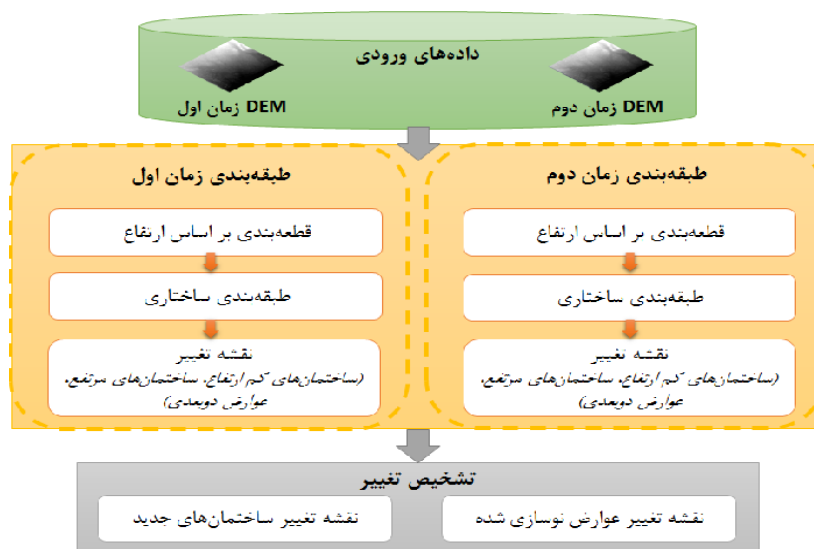 داده‌های ورودی
DEM زمان دوم
DEM زمان اول
طبقه‌بندی زمان دوم
قطعه‌بندی بر اساس ارتفاع
طبقه‌بندی ساختاری
نقشه تغییر
(ساختمان‌های کم ارتفاع، ساختمان‌های مرتفع،
عوارض دوبعدی)
طبقه‌بندی زمان اول
قطعه‌بندی بر اساس ارتفاع
طبقه‌بندی ساختاری
نقشه تغییر
(ساختمان‌های کم ارتفاع، ساختمان‌های مرتفع،
عوارض دوبعدی)
تشخیص تغییر
نقشه تغییر عوارض نوسازی شده
نقشه تغییر ساختمان‌های جدید